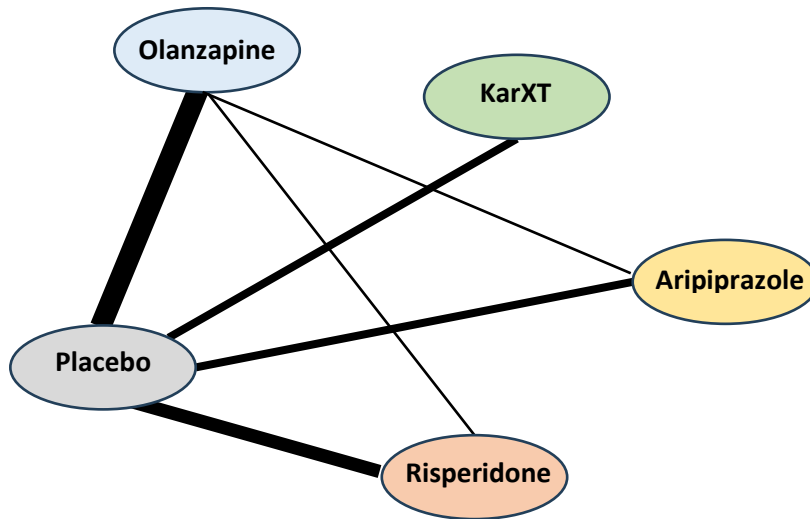 Olanzapine
KarXT
Aripiprazole
Placebo
Risperidone